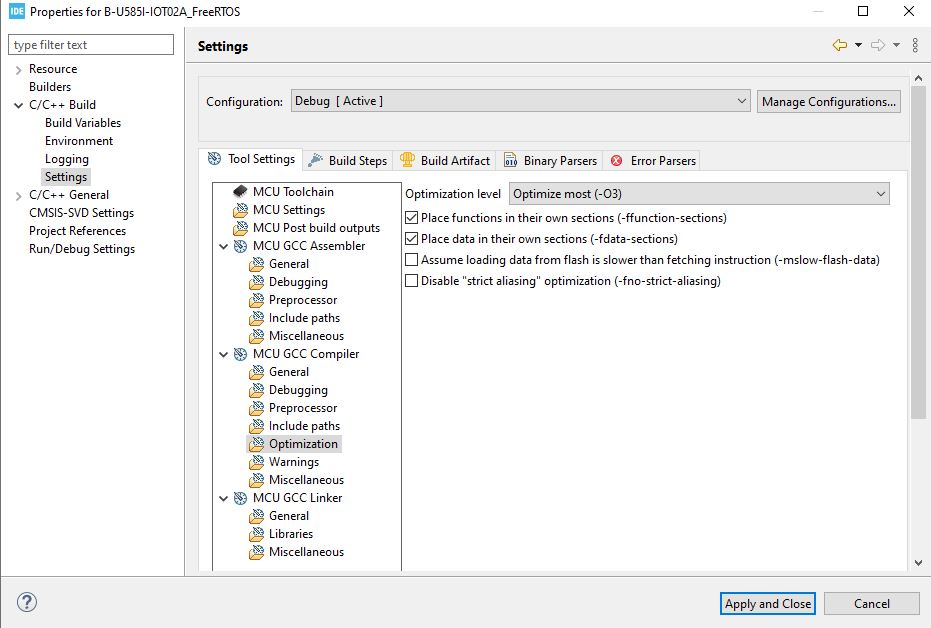 IDE Properties for B-U585I-IOT02A_FreeRTOS
type filter text
Resource
Builders
C/C++ Build
Build Variables
Environment
Logging
Settings
C/C++ General
CMSIS-SVD Settings
Project References
Run/Debug Settings
Settings
Configuration: Debug [ Active ] Manage Configurations...
Tool Settings Build Steps Build Artifact 010 Binary Parsers Error Parsers
MCU Toolchain
MCU Settings
MCU Post build outputs
MCU GCC Assembler
General
Debugging
Preprocessor
Include paths
Miscellaneous
MCU GCC Compiler
General
Debugging
Preprocessor
Include paths
Optimization
Warnings
Miscellaneous
MCU GCC Linker
General
Libraries
Miscellaneous
Optimization level Optimize most (-O3)
Place functions in their own sections (-ffunction-sections)
Place data in their own sections (-fdata-sections)
Assume loading data from flash is slower than fetching instruction (-mslow-flash-data)
Disable "strict aliasing" optimization (-fno-strict-aliasing)
? Apply and Close Cancel